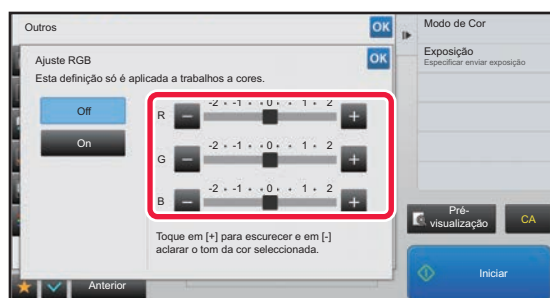 Outros
OK
Modo de Cor
Exposição
Especificar enviar exposição
Ajuste RGB
OK
Esta definição só é aplicada a trabalhos a cores.
Off
On
-2 -1 0 1 2
R - +
-2 -1 0 1 2
G - +
-2 -1 0 1 2
B - +
Toque em [+] para escurecer e em [-]
aclarar o tom da cor seleccionada.
Pré-
visualização
CA
Anterior
Iniciar